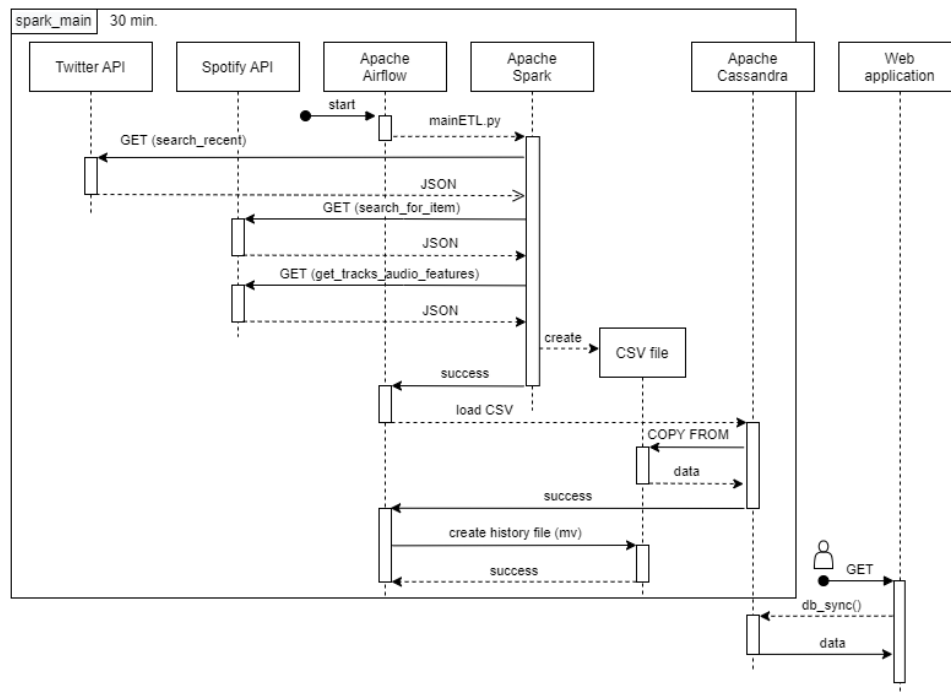 spark_main 30 min.
Twitter API
Spotify API
Apache
Airflow
Apache
Spark
Apache
Cassandra
Web
application
start
mainETL.py
GET (search_recent)
JSON
GET (search_for_item)
JSON
GET (get_tracks_audio_features)
JSON
create
CSV file
success
load CSV
COPY FROM
data
success
create history file (mv)
success
GET
db_sync()
data